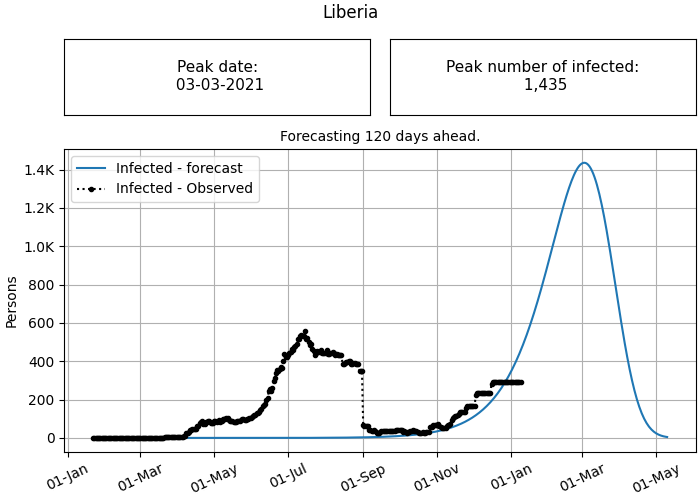 Liberia
Peak date:
03-03-2021
Peak number of infected:
1,435
Forecasting 120 days ahead.
Infected - forecast
Infected - Observed
Persons
1.4K
1.2K
1.0K
800
600
400
200
0
01-Jan
01-Mar
01-May
01-Jul
01-Sep
01-Nov
01-Jan
01-Mar
01-May